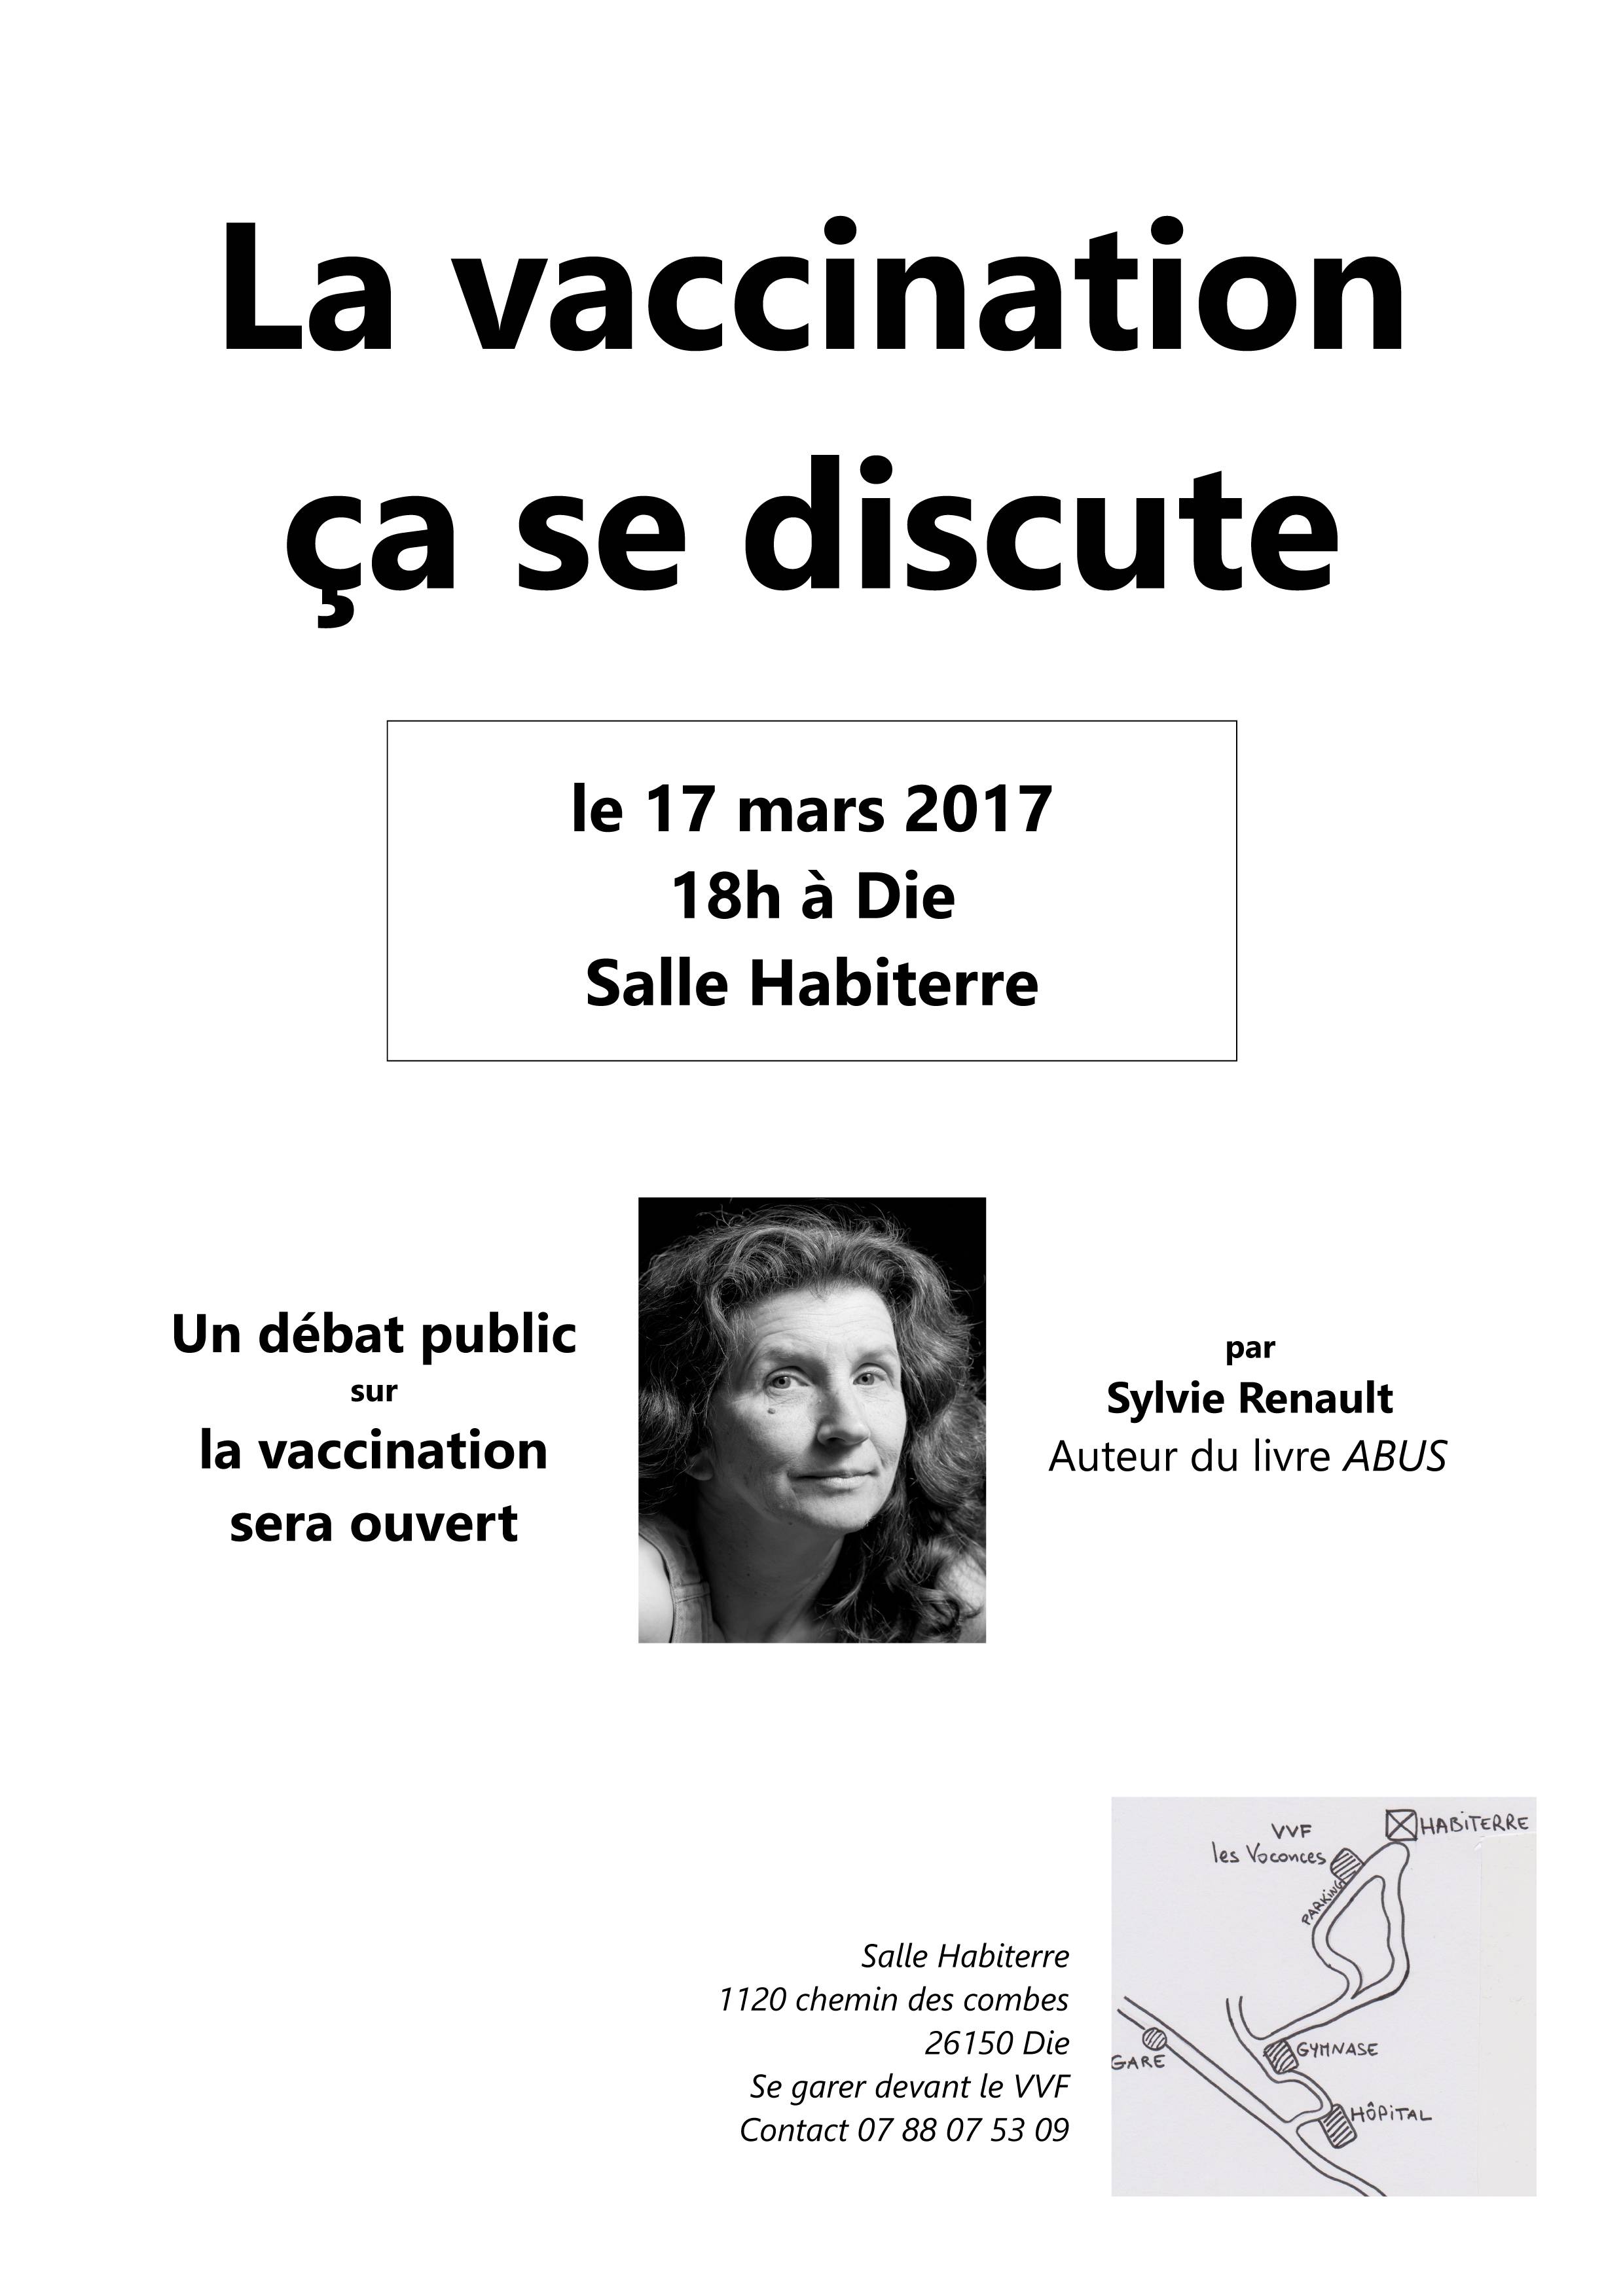 La vaccination
ça se discute
le 17 mars 2017
18h à Die
Salle Habiterre
Un débat public
sur
la vaccination
sera ouvert
par
Sylvie Renault
Auteur du livre ABUS
Salle Habiterre
1120 chemin des combes
26150 Die
Se garer devant le VVF
Contact 07 88 07 53 09
HABITERRE
VVF
les Voconces
PARKING
GYMNASE
GARE
HÔPITAL